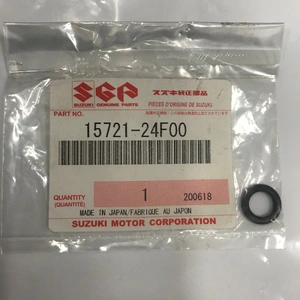 SGP
スズキ純正部品
SUZUKI GENUINE PARTS
PIECES D'ORIGINE DE SUZUKI
PART NO.
15721-24F00
QUANTITY
(QUANTITÉ)
1
200618
MADE IN JAPAN/FABRIQUE AU JAPON
SUZUKI MOTOR CORPORATION